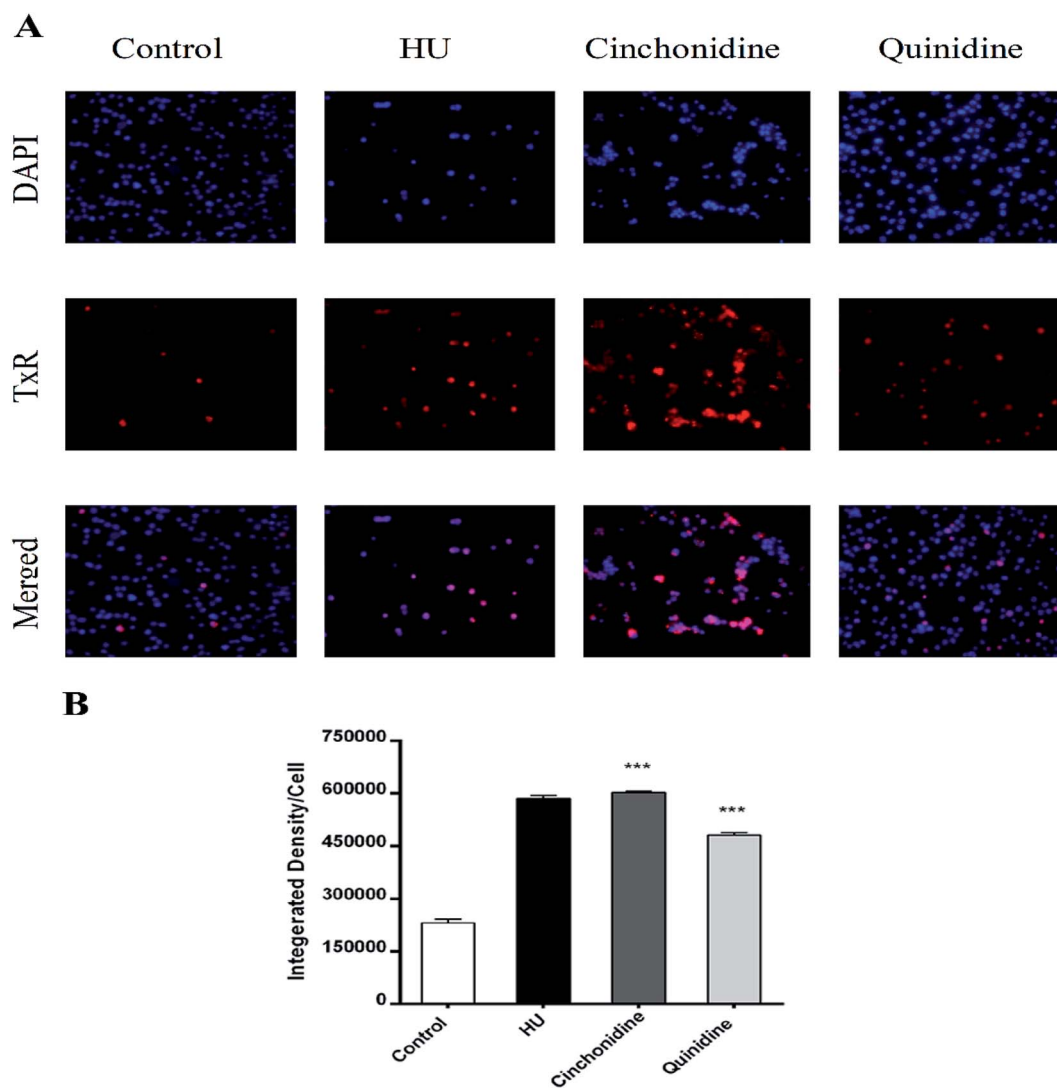 A
Control HU Cinchonidine Quinidine
DAPI
TxR
Merged
B
Integerated Density/Cell
750000
600000
450000
300000
150000
0
***
***
Control
HU
Cinchonidine
Quinidine